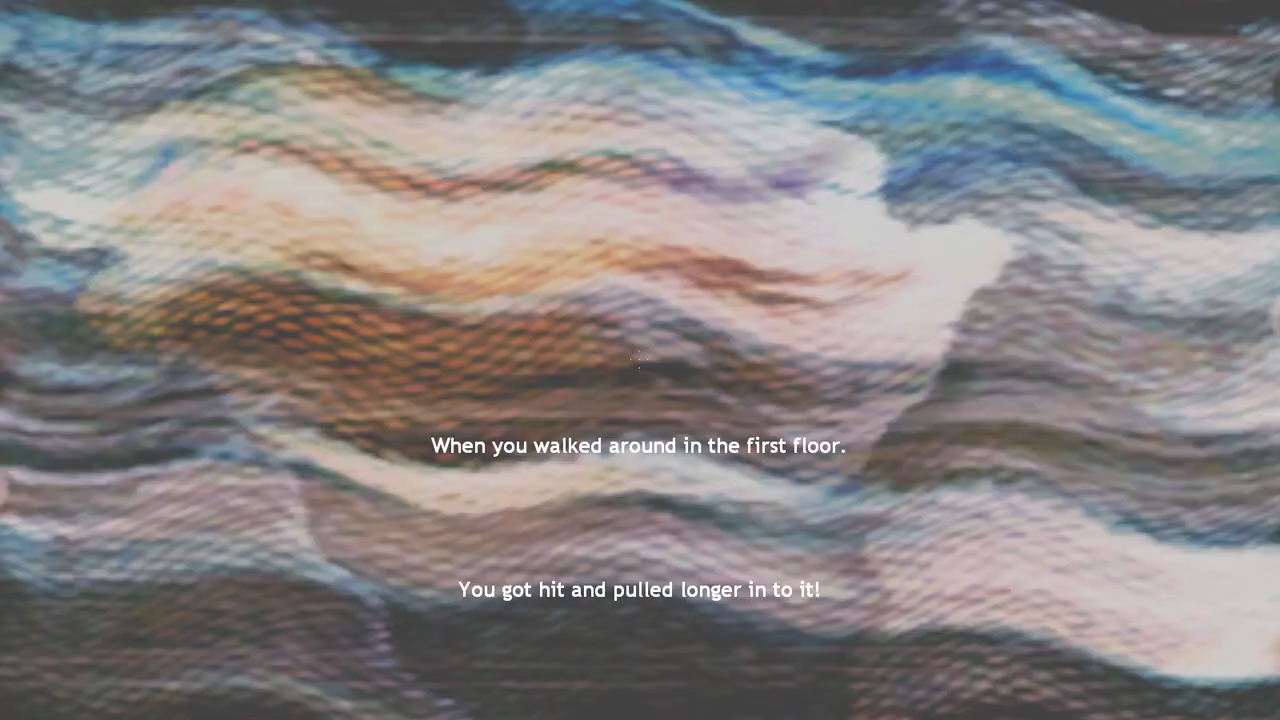 When you walked around in the first floor.
You got hit and pulled longer in to it!